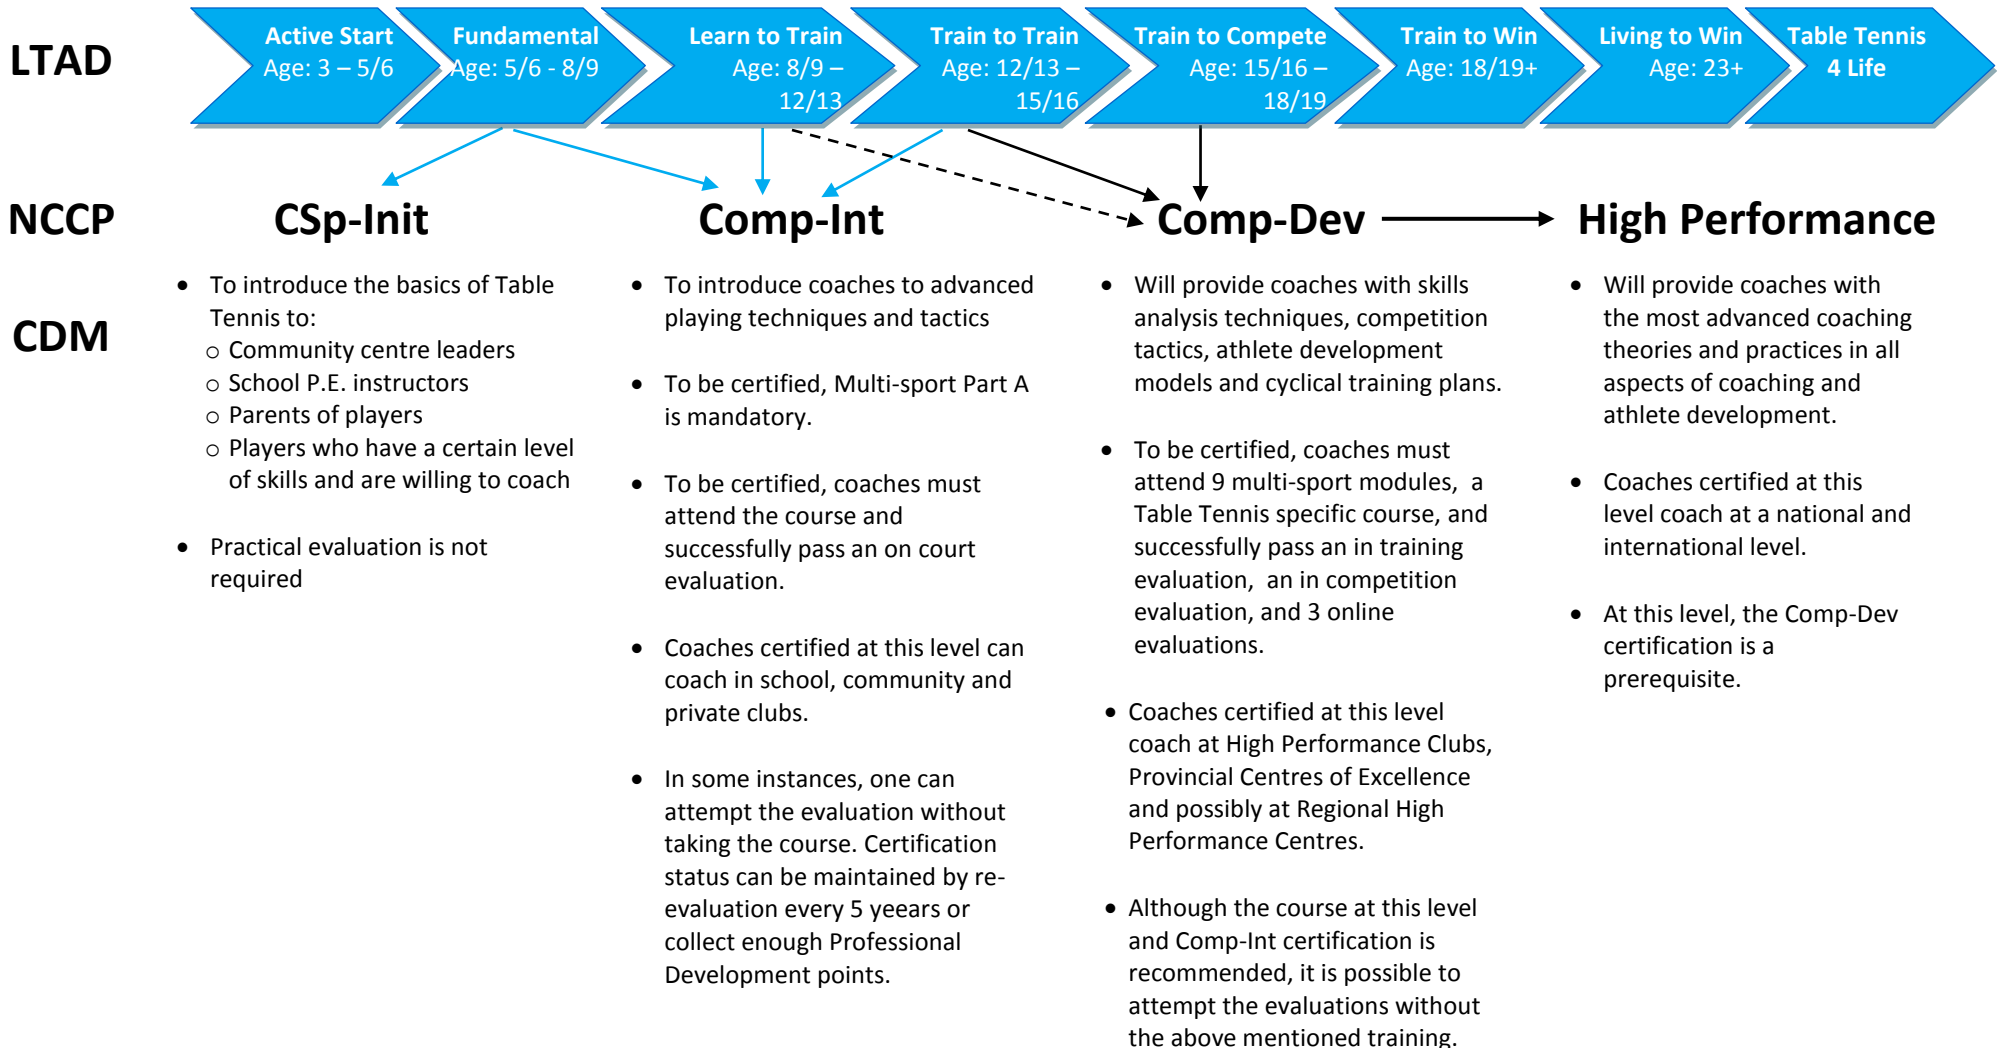 LTAD
Active Start
Age: 3 – 5/6
Fundamental
Age: 5/6 - 8/9
Learn to Train
Age: 8/9 –
12/13
Train to Train
Age: 12/13 –
15/16
Train to Compete
Age: 15/16 –
18/19
Train to Win
Age: 18/19+
Living to Win
Age: 23+
Table Tennis
4 Life
NCCP
CSp-Init
Comp-Int
Comp-Dev
High Performance
CDM
• To introduce the basics of Table
Tennis to:
o Community centre leaders
o School P.E. instructors
o Parents of players
o Players who have a certain level
of skills and are willing to coach
• Practical evaluation is not
required
• To introduce coaches to advanced
playing techniques and tactics
• To be certified, Multi-sport Part A
is mandatory.
• To be certified, coaches must
attend the course and
successfully pass an on court
evaluation.
• Coaches certified at this level can
coach in school, community and
private clubs.
• In some instances, one can
attempt the evaluation without
taking the course. Certification
status can be maintained by re-
evaluation every 5 yeears or
collect enough Professional
Development points.
• Will provide coaches with skills
analysis techniques, competition
tactics, athlete development
models and cyclical training plans.
• To be certified, coaches must
attend 9 multi-sport modules,  a
Table Tennis specific course, and
successfully pass an in training
evaluation,  an in competition
evaluation, and 3 online
evaluations.
• Coaches certified at this level
coach at High Performance Clubs,
Provincial Centres of Excellence
and possibly at Regional High
Performance Centres.
• Although the course at this level
and Comp-Int certification is
recommended, it is possible to
attempt the evaluations without
the above mentioned training.
• Will provide coaches with
the most advanced coaching
theories and practices in all
aspects of coaching and
athlete development.
• Coaches certified at this
level coach at a national and
international level.
• At this level, the Comp-Dev
certification is a
prerequisite.